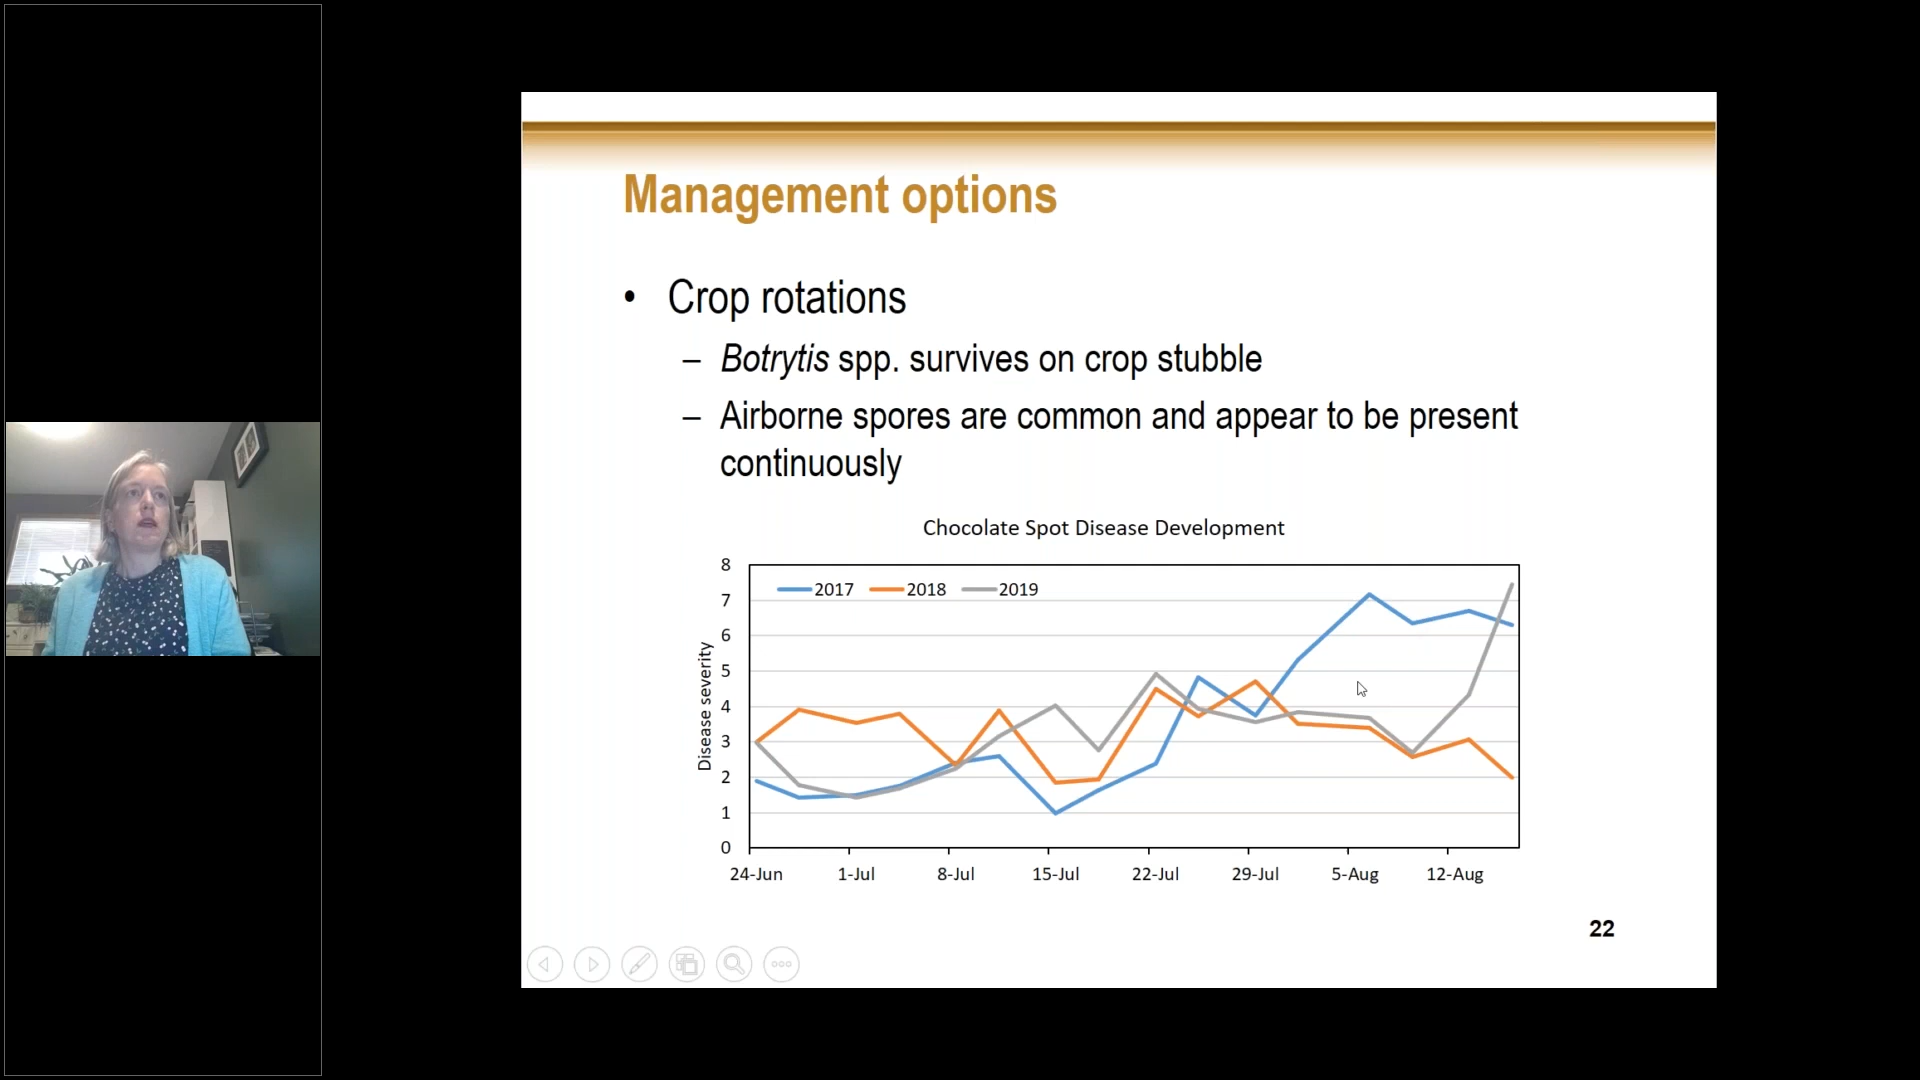 Management options
• Crop rotations
– Botrytis spp. survives on crop stubble
– Airborne spores are common and appear to be present
continuously
Chocolate Spot Disease Development
2017 2018 2019
Disease severity
8
7
6
5
4
3
2
1
0
24-Jun 1-Jul 8-Jul 15-Jul 22-Jul 29-Jul 5-Aug 12-Aug
22